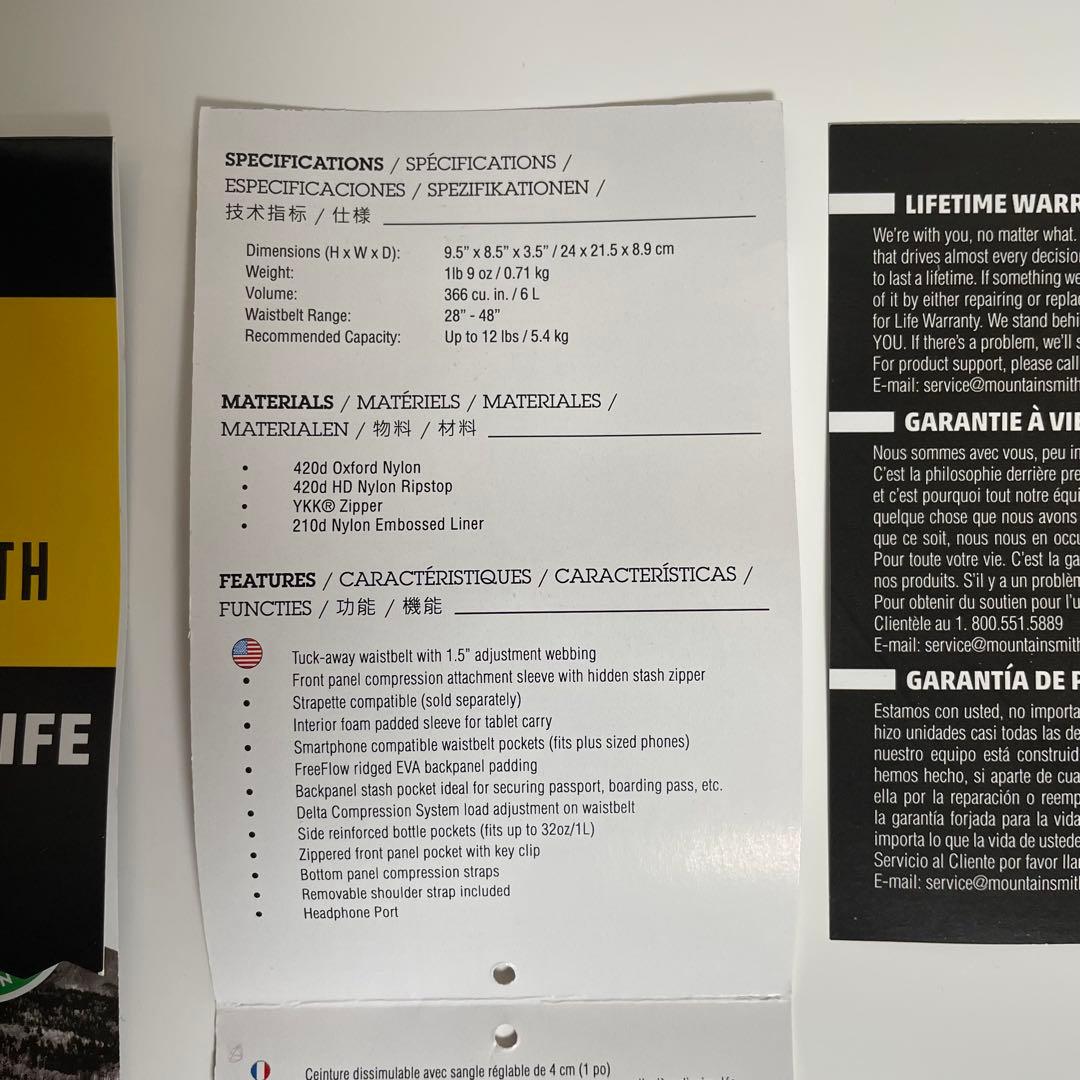 TH
IFE
N
SPECIFICATIONS / SPÉCIFICATIONS /
ESPECIFICACIONES / SPEZIFIKATIONEN /
技术指标 / 仕様
Dimensions (H x W x D): 9.5” x 8.5” x 3.5” / 24 x 21.5 x 8.9 cm
Weight: 1lb 9 oz / 0.71 kg
Volume: 366 cu. in. / 6 L
Waistbelt Range: 28” - 48”
Recommended Capacity: Up to 12 lbs / 5.4 kg
MATERIALS / MATÉRIELS / MATERIALES /
MATERIALEN / 物料 / 材料
• 420d Oxford Nylon
• 420d HD Nylon Ripstop
• YKK® Zipper
• 210d Nylon Embossed Liner
FEATURES / CARACTÉRISTIQUES / CARACTERÍSTICAS /
FUNCTIES / 功能 / 機能
Tuck-away waistbelt with 1.5” adjustment webbing
• Front panel compression attachment sleeve with hidden stash zipper
• Strapette compatible (sold separately)
• Interior foam padded sleeve for tablet carry
• Smartphone compatible waistbelt pockets (fits plus sized phones)
• FreeFlow ridged EVA backpanel padding
• Backpanel stash pocket ideal for securing passport, boarding pass, etc.
• Delta Compression System load adjustment on waistbelt
• Side reinforced bottle pockets (fits up to 32oz/1L)
• Zippered front panel pocket with key clip
• Bottom panel compression straps
• Removable shoulder strap included
• Headphone Port
Ceinture dissimulable avec sangle réglable de 4 cm (1 po)
LIFETIME WARR
We’re with you, no matter what.
that drives almost every decision
to last a lifetime. If something we
of it by either repairing or repla
for Life Warranty. We stand behi
YOU. If there’s a problem, we’ll s
For product support, please call
E-mail: service@mountainsmith
GARANTIE À VIE
Nous sommes avec vous, peu in
C’est la philosophie derrière pre
et c’est pourquoi tout notre équi
quelque chose que nous avons
que ce soit, nous nous en occu
Pour toute votre vie. C’est la ga
nos produits. S’il y a un problèm
Pour obtenir du soutien pour l’u
Clientèle au 1. 800.551.5889
E-mail: service@mountainsmith
GARANTÍA DE P
Estamos con usted, no importa
hizo unidades casi todas las de
nuestro equipo está construid
hemos hecho, si aparte de cua
ella por la reparación o reemp
la garantía forjada para la vida
importa lo que la vida de ustede
Servicio al Cliente por favor llar
E-mail: service@mountainsmith